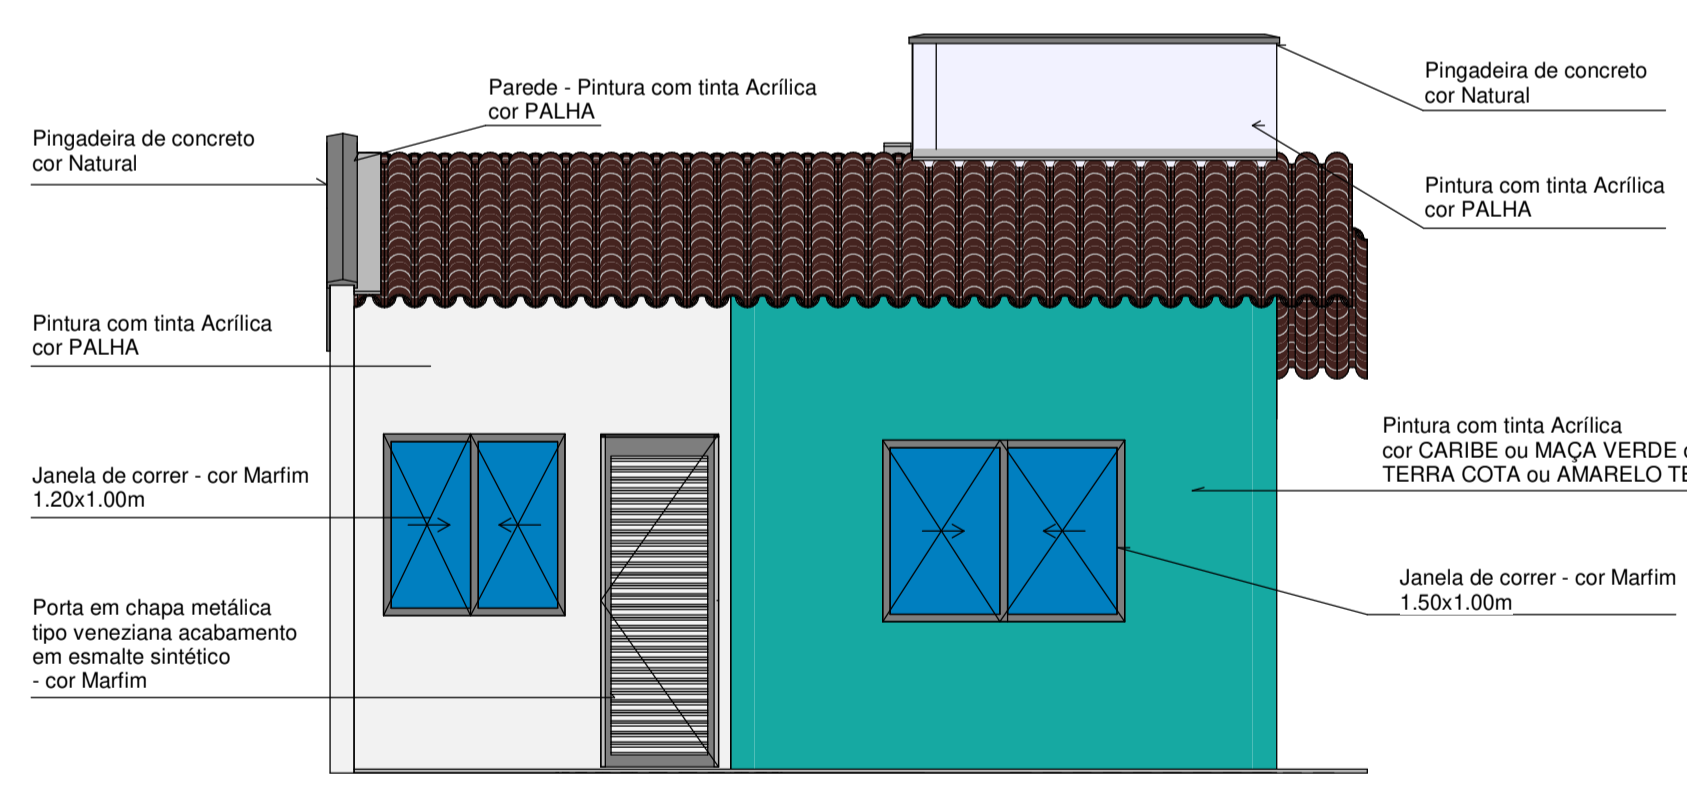 Parede - Pintura com tinta Acrílica
cor PALHA
Pingadeira de concreto
cor Natural
Pintura com tinta Acrílica
cor PALHA
Janela de correr - cor Marfim
1.20x1.00m
Porta em chapa metálica
tipo veneziana acabamento
em esmalte sintético
- cor Marfim
Pingadeira de concreto
cor Natural
Pintura com tinta Acrílica
cor PALHA
Pintura com tinta Acrílica
cor CARIBE ou MAÇA VERDE
TERRA COTA ou AMARELO
Janela de correr - cor Marfim
1.50x1.00m